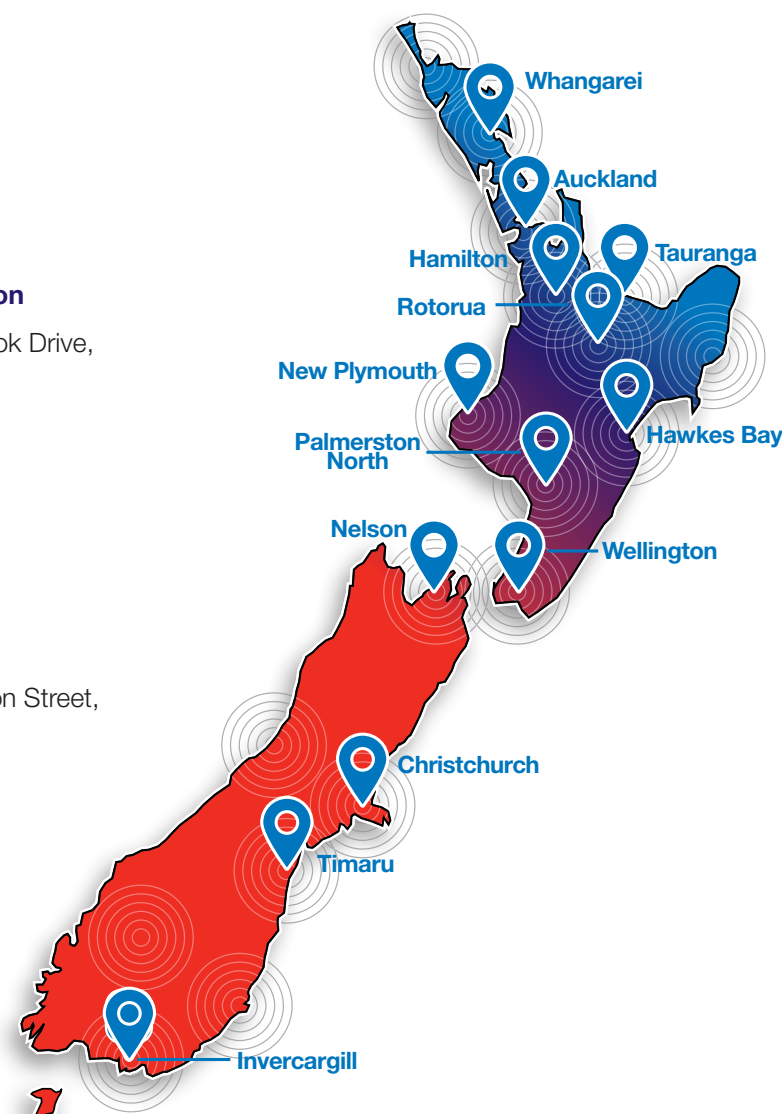 on
ok Drive,
on Street,
Whangarei
Auckland
Hamilton
Tauranga
Rotorua
New Plymouth
Palmerston
North
Hawkes Bay
Nelson
Wellington
Christchurch
Timaru
Invercargill